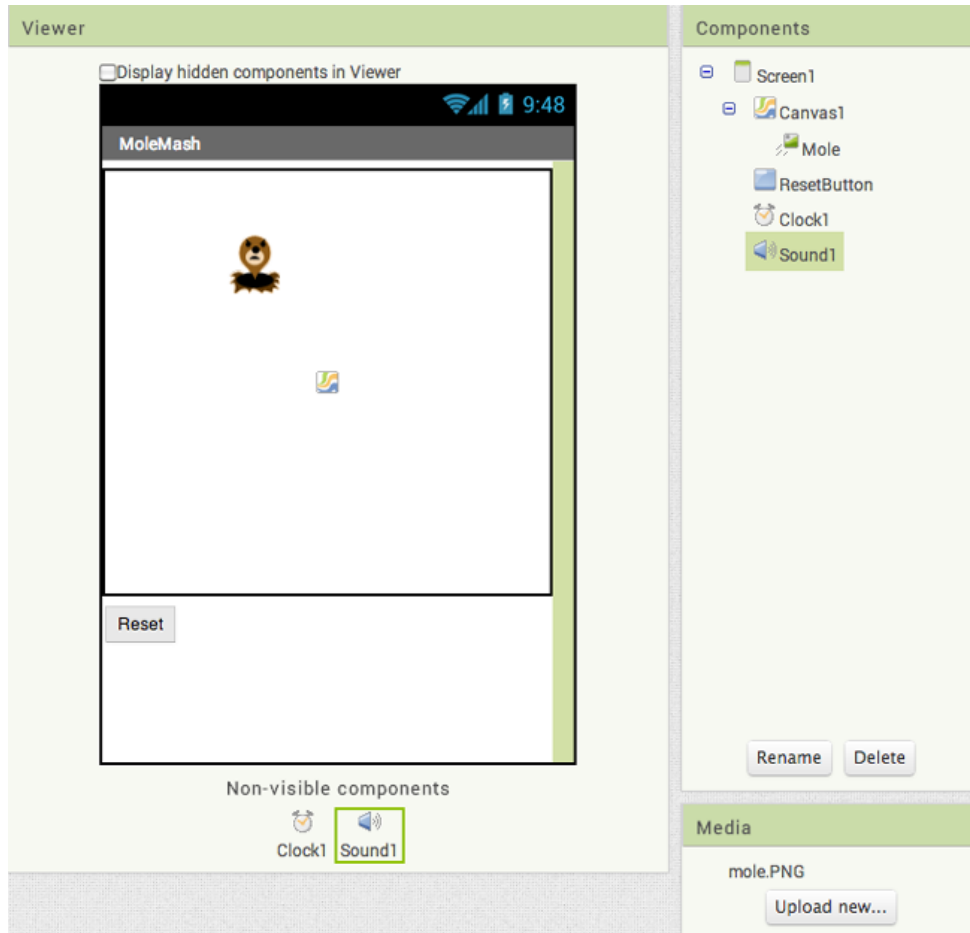 Viewer
Display hidden components in Viewer
9:48
MoleMash
Reset
Non-visible components
Clock1 Sound1
Components
Screen1
Canvas1
Mole
ResetButton
Clock1
Sound1
Rename Delete
Media
mole.PNG
Upload new...